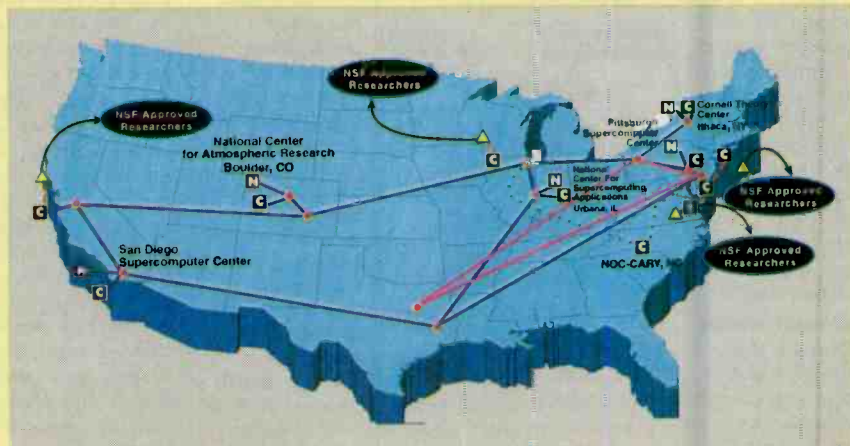 NSF Approved
Researchers
NSF Approved
Researchers
National Center
for Atmospheric Research
Boulder, CO
N
C
C
C
N
C
Cornell Theory
Center
Ithaca, NY
Pittsburgh
Supercomputer
Center
N
C
C
C
National
Center For
Supercomputing
Applications
Urbana, IL
N
C
NSF Approved
Researchers
NSF Approved
Researchers
C
NOC-CARY, NC
San Diego
Supercomputer Center
C